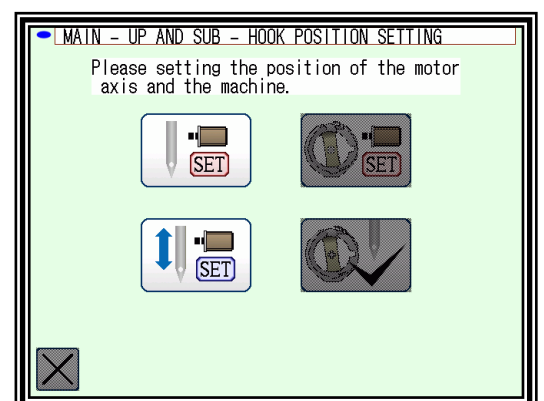 MAIN – UP AND SUB – HOOK POSITION SETTING
Please setting the position of the motor
axis and the machine.
SET
SET
SET